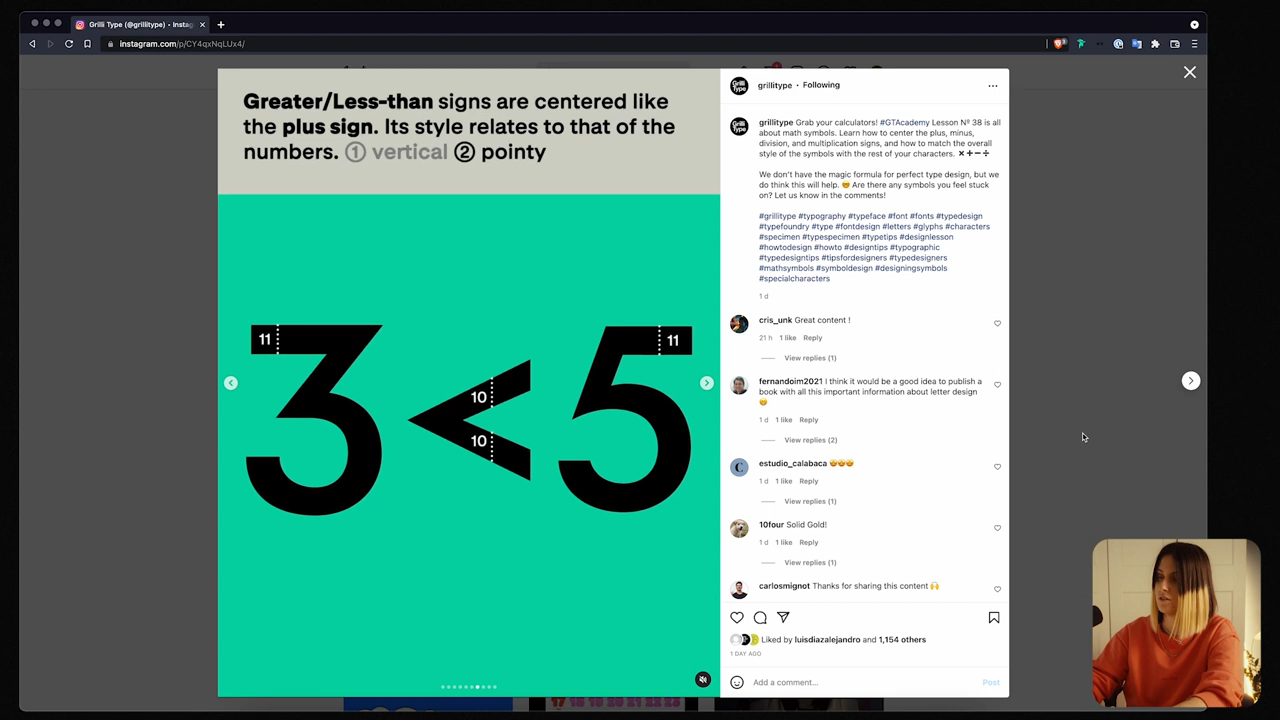 Grilli Type (@grillitype) • Instag
instagram.com/p/CY4qxNqLUx4/
Greater/Less-than signs are centered like
the plus sign. Its style relates to that of the
numbers. ① vertical ② pointy
3 < 5
11
11
10
10
Grilli Type
grillitype • Following
Grilli Type
grillitype Grab your calculators! #GTAcademy Lesson Nº 38 is all
about math symbols. Learn how to center the plus, minus,
division, and multiplication signs, and how to match the overall
style of the symbols with the rest of your characters. ✖️➕➖➗
We don't have the magic formula for perfect type design, but we
do think this will help. 🤓 Are there any symbols you feel stuck
on? Let us know in the comments!
#grillitype #typography #typeface #font #fonts #typedesign
#typefoundry #type #fontdesign #letters #glyphs #characters
#specimen #typespecimen #typetips #designlesson
#howtodesign #howto #designtips #typographic
#typedesigntips #tipsfordesigners #typedesigners
#mathsymbols #symboldesign #designingsymbols
#specialcharacters
1 d
cris_unk Great content !
21 h 1 like Reply
View replies (1)
fernandoim2021 I think it would be a good idea to publish a
book with all this important information about letter design
😊
1 d 1 like Reply
View replies (2)
C
estudio_calabaca 🤩🤩🤩
1 d 1 like Reply
View replies (1)
10four Solid Gold!
1 d 1 like Reply
View replies (1)
carlosmignot Thanks for sharing this content 🙌
Liked by luisdiazalejandro and 1,154 others
1 DAY AGO
Add a comment...
Post